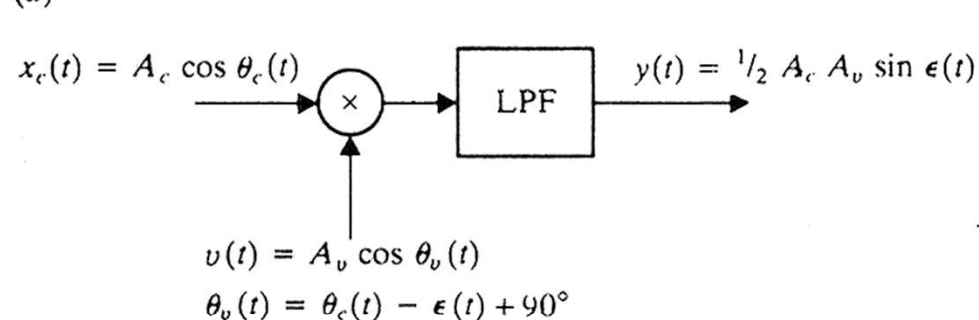 x_c(t) = A_c cos θ_c(t)
×
LPF
y(t) = ¹/₂ A_c A_v sin ϵ(t)
v(t) = A_v cos θ_v(t)
θ_v(t) = θ_c(t) − ϵ(t) + 90°